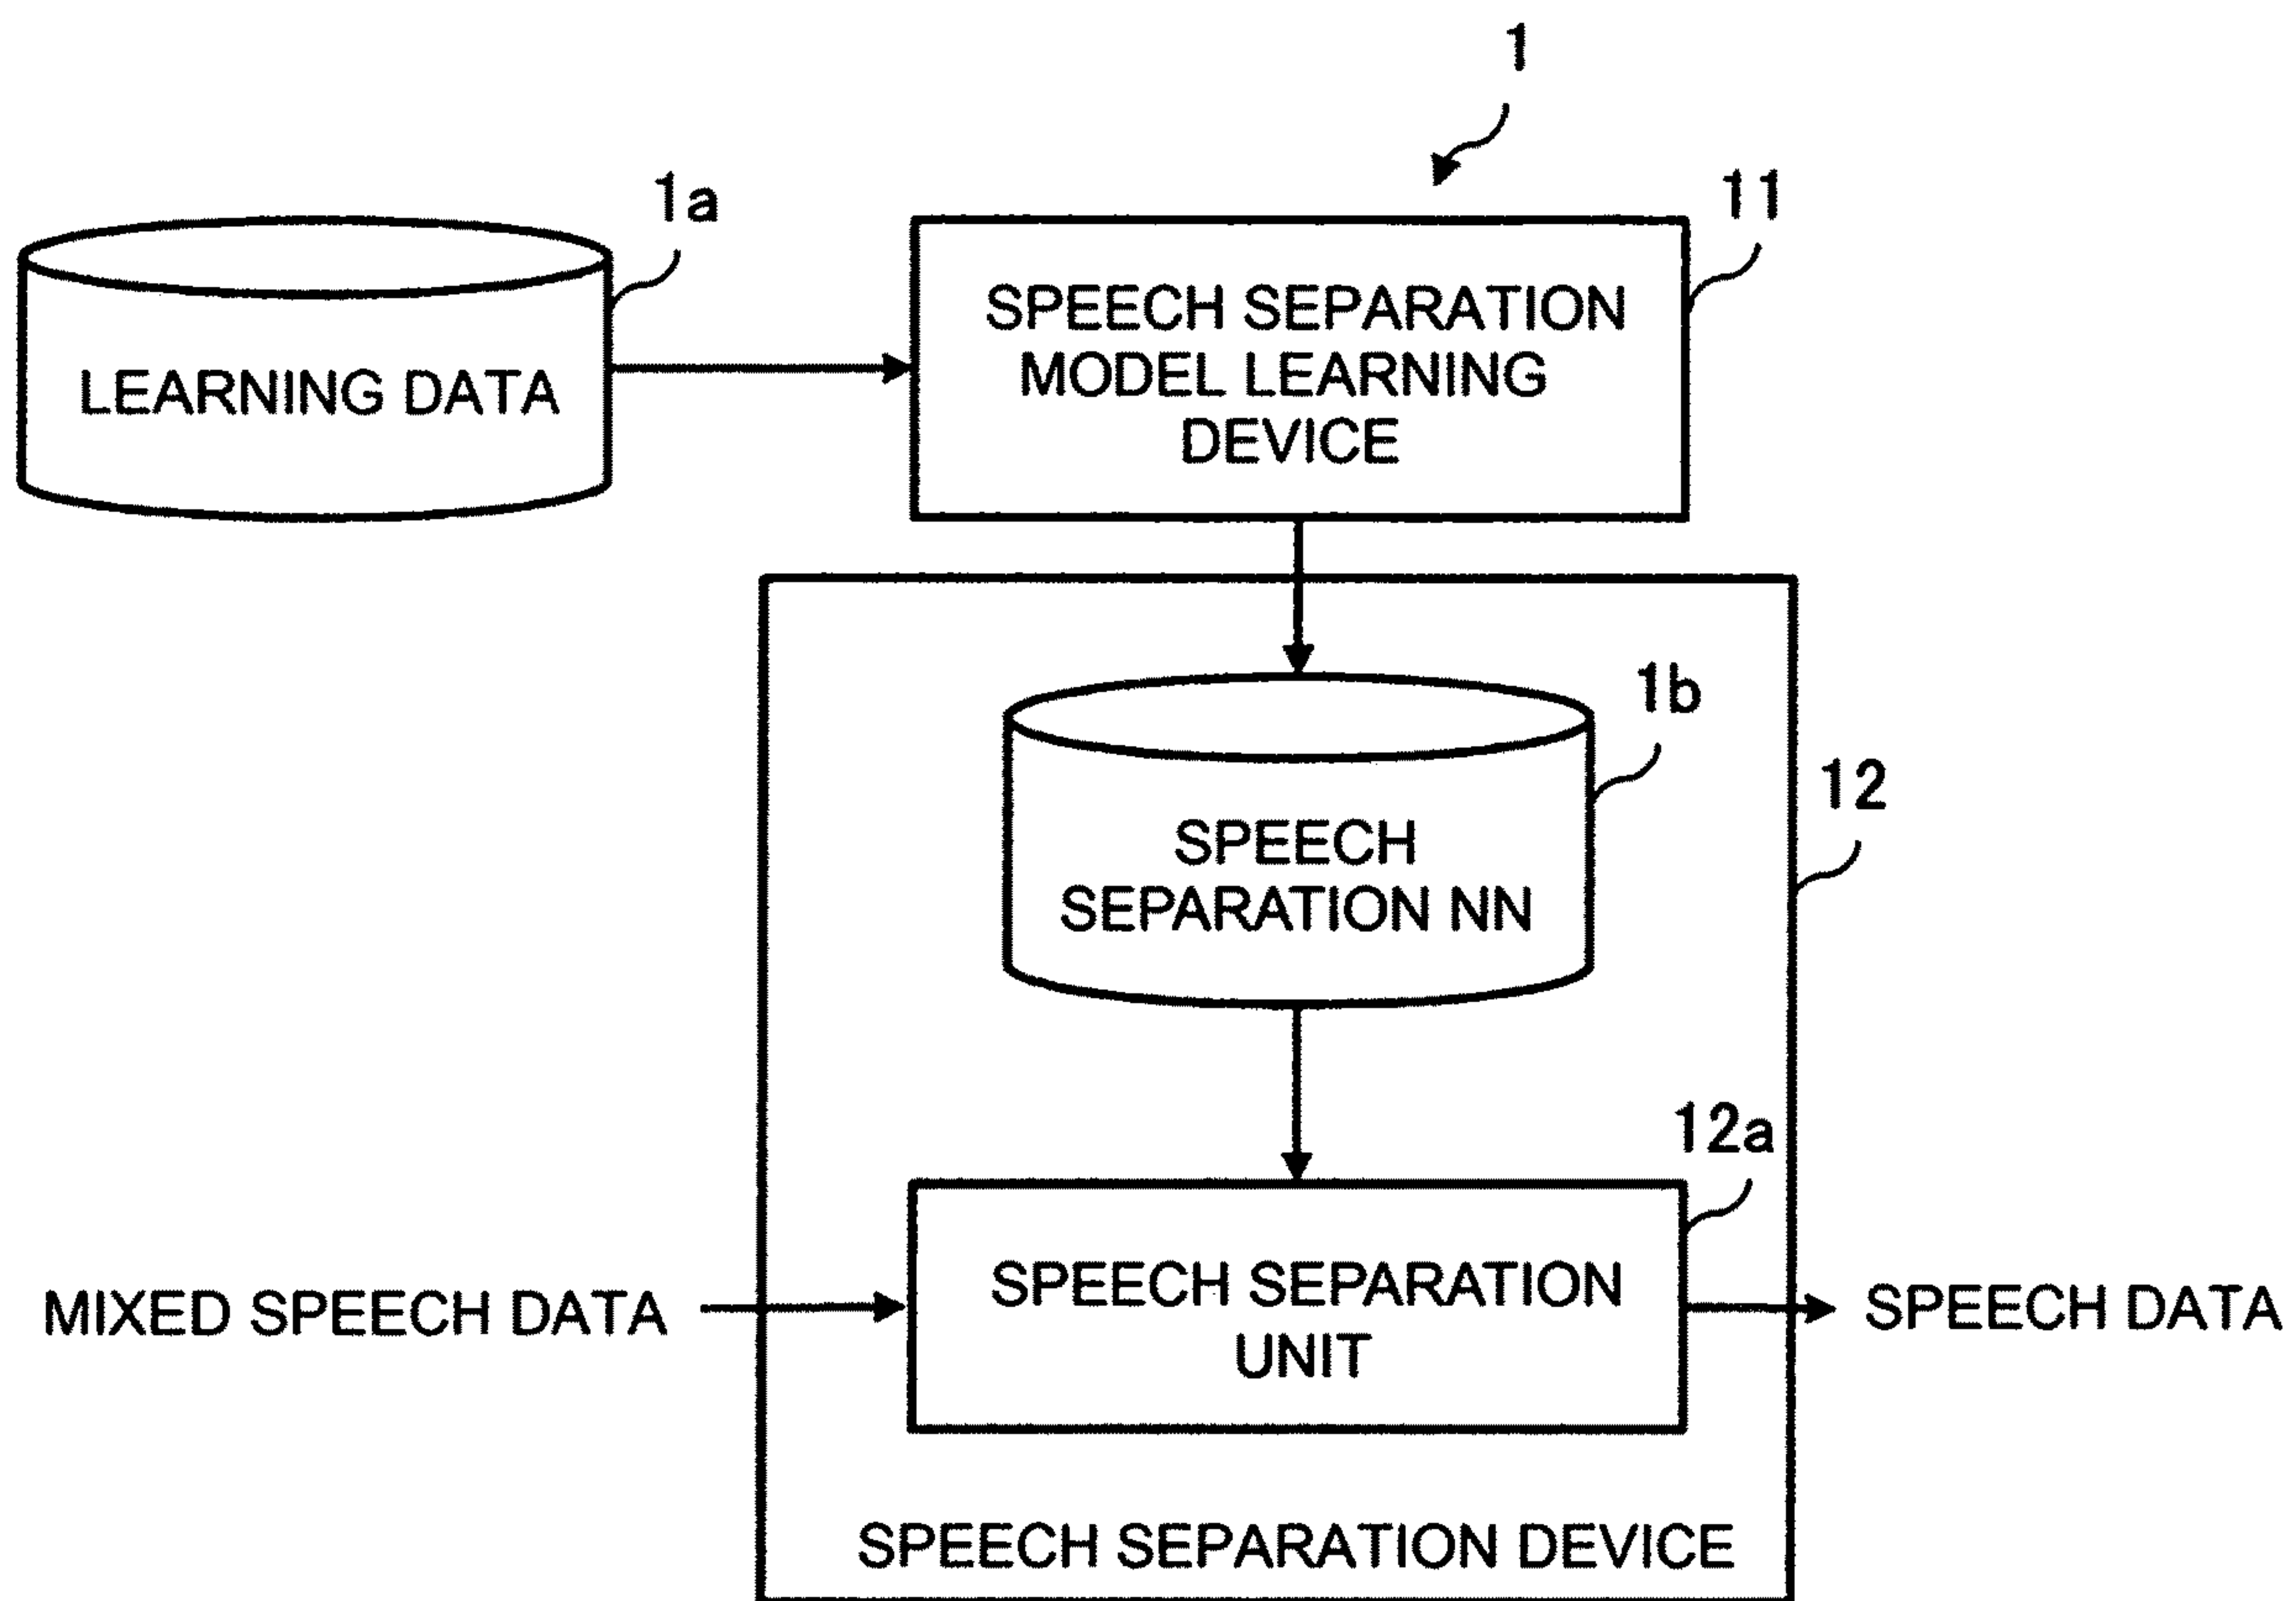 1
1a
11
LEARNING DATA
SPEECH SEPARATION
MODEL LEARNING
DEVICE
1b
12
SPEECH
SEPARATION NN
12a
MIXED SPEECH DATA
SPEECH SEPARATION
UNIT
SPEECH DATA
SPEECH SEPARATION DEVICE